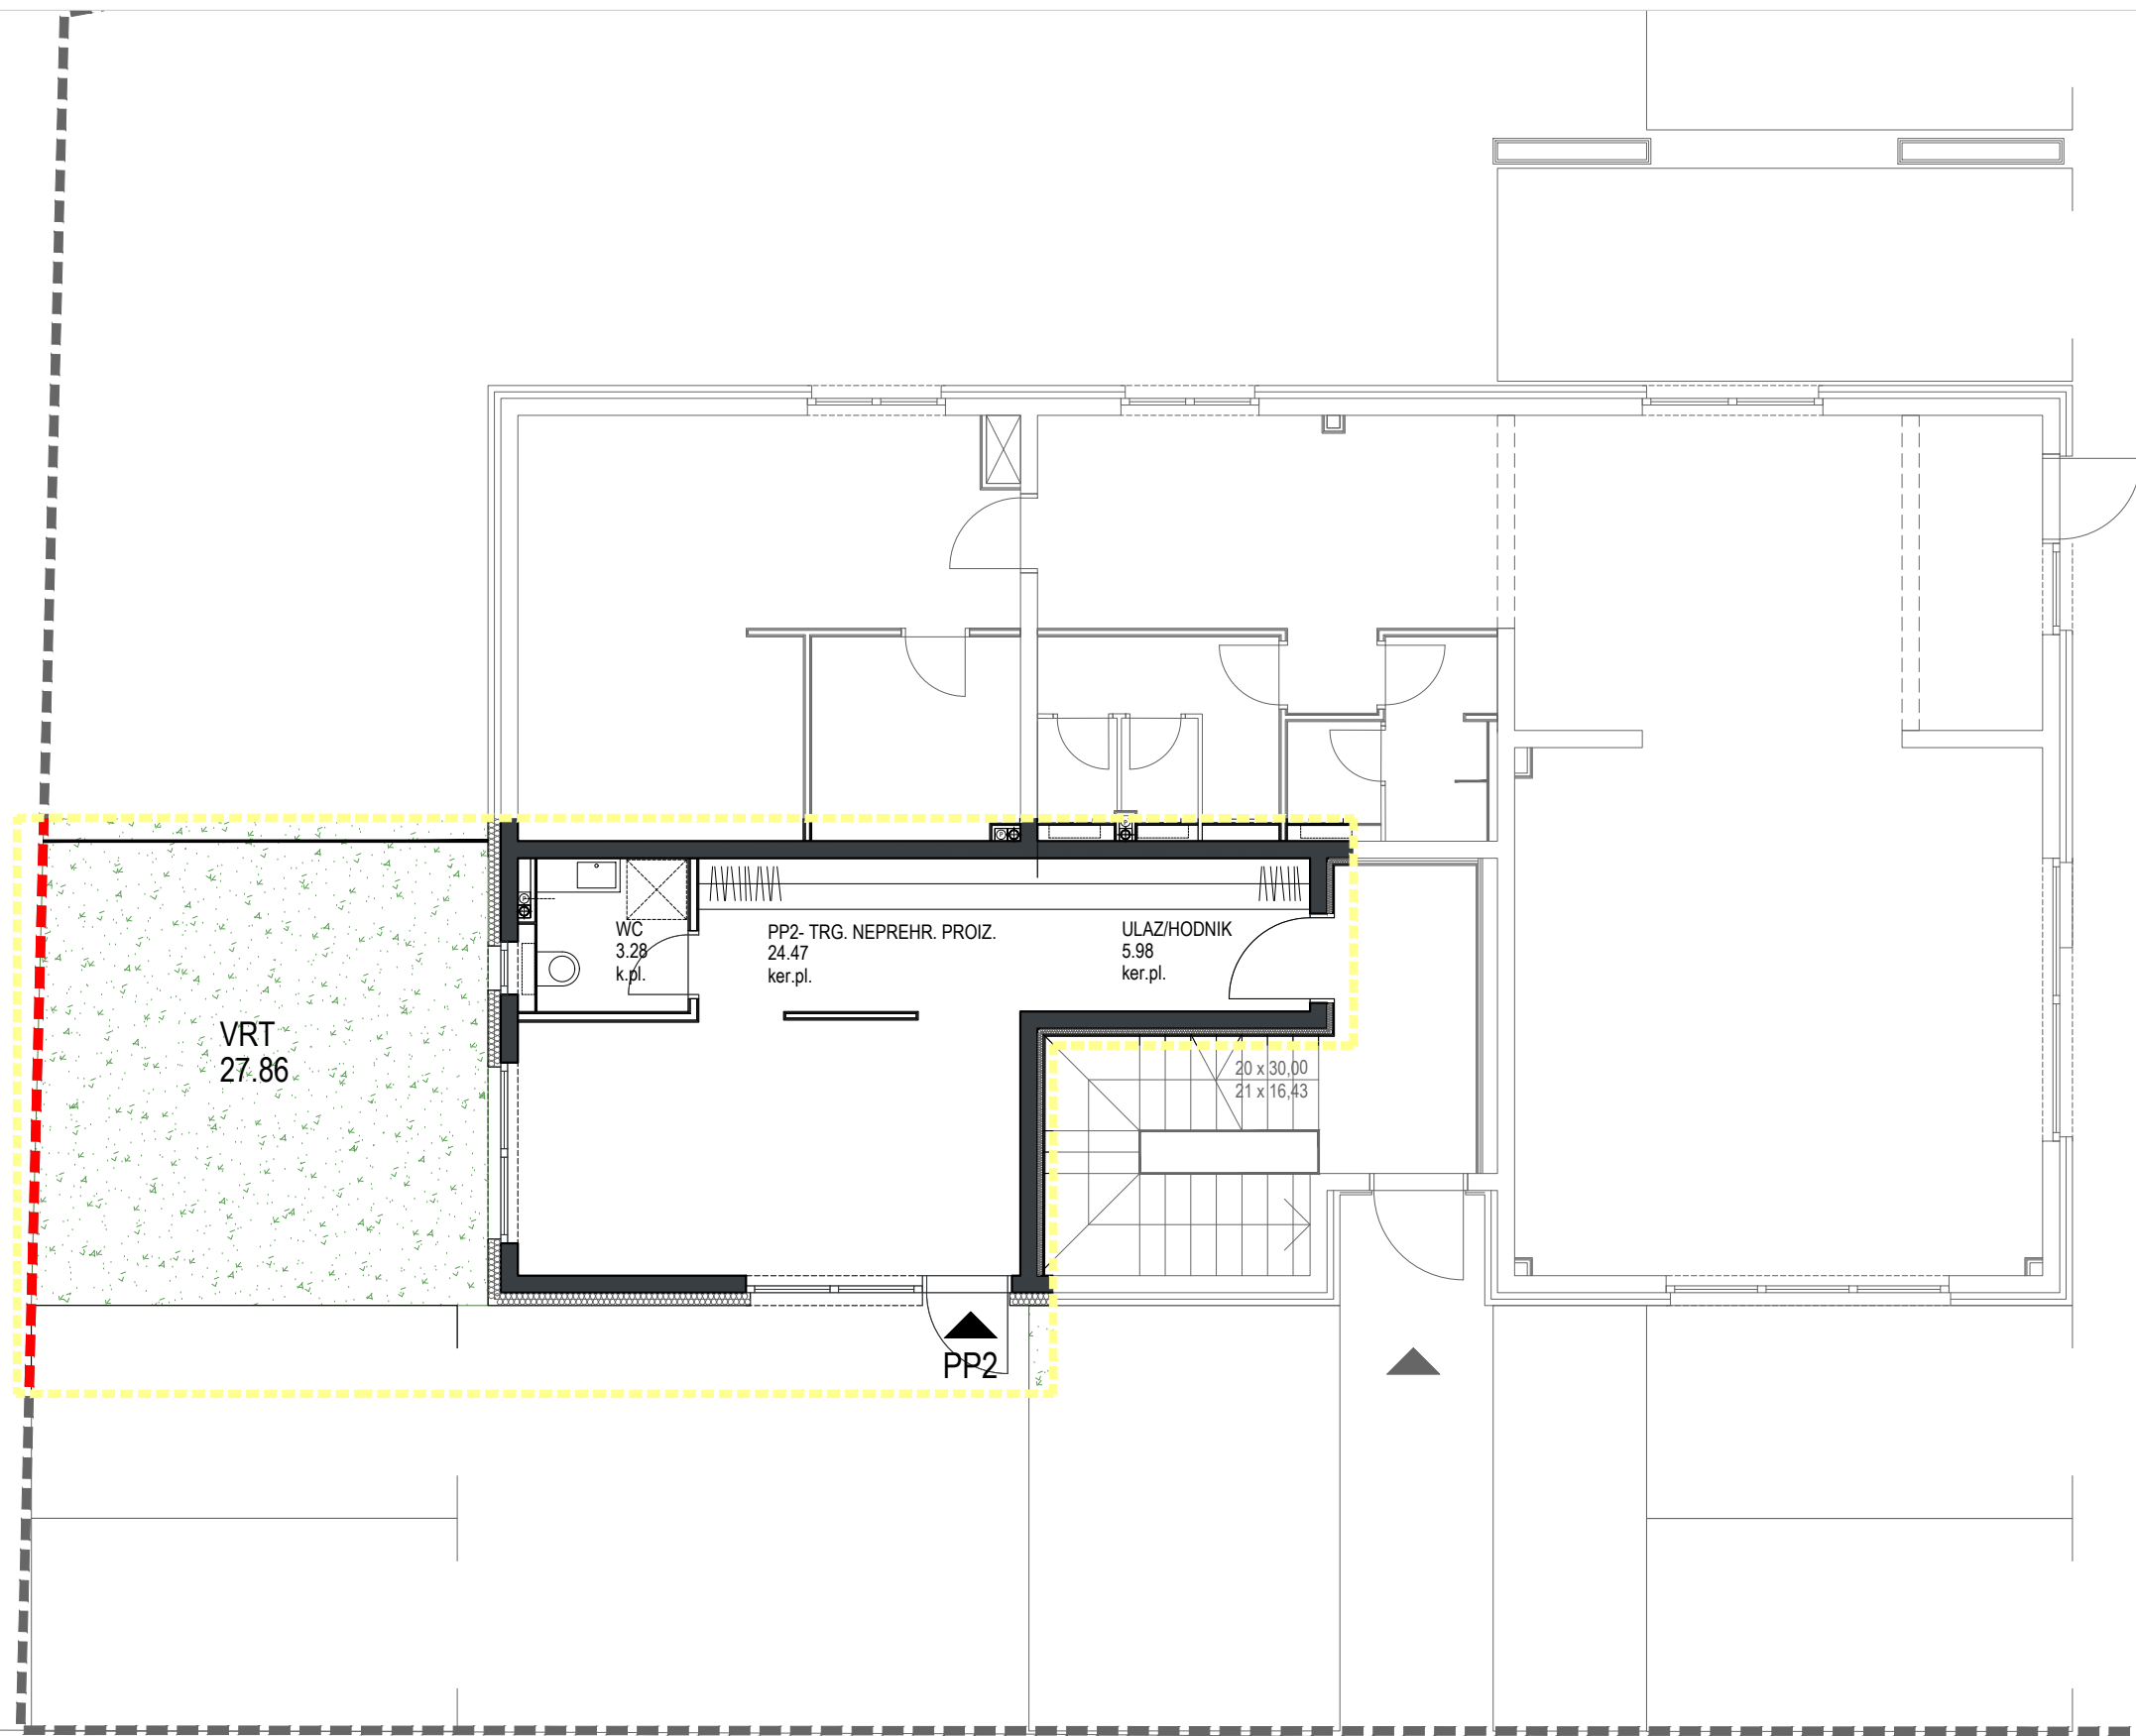 WC
3.28
k.pl.
PP2- TRG. NEPREHR. PROIZ.
24.47
ker.pl.
ULAZ/HODNIK
5.98
ker.pl.
VRT
27.86
20 x 30,00
21 x 16,43
PP2